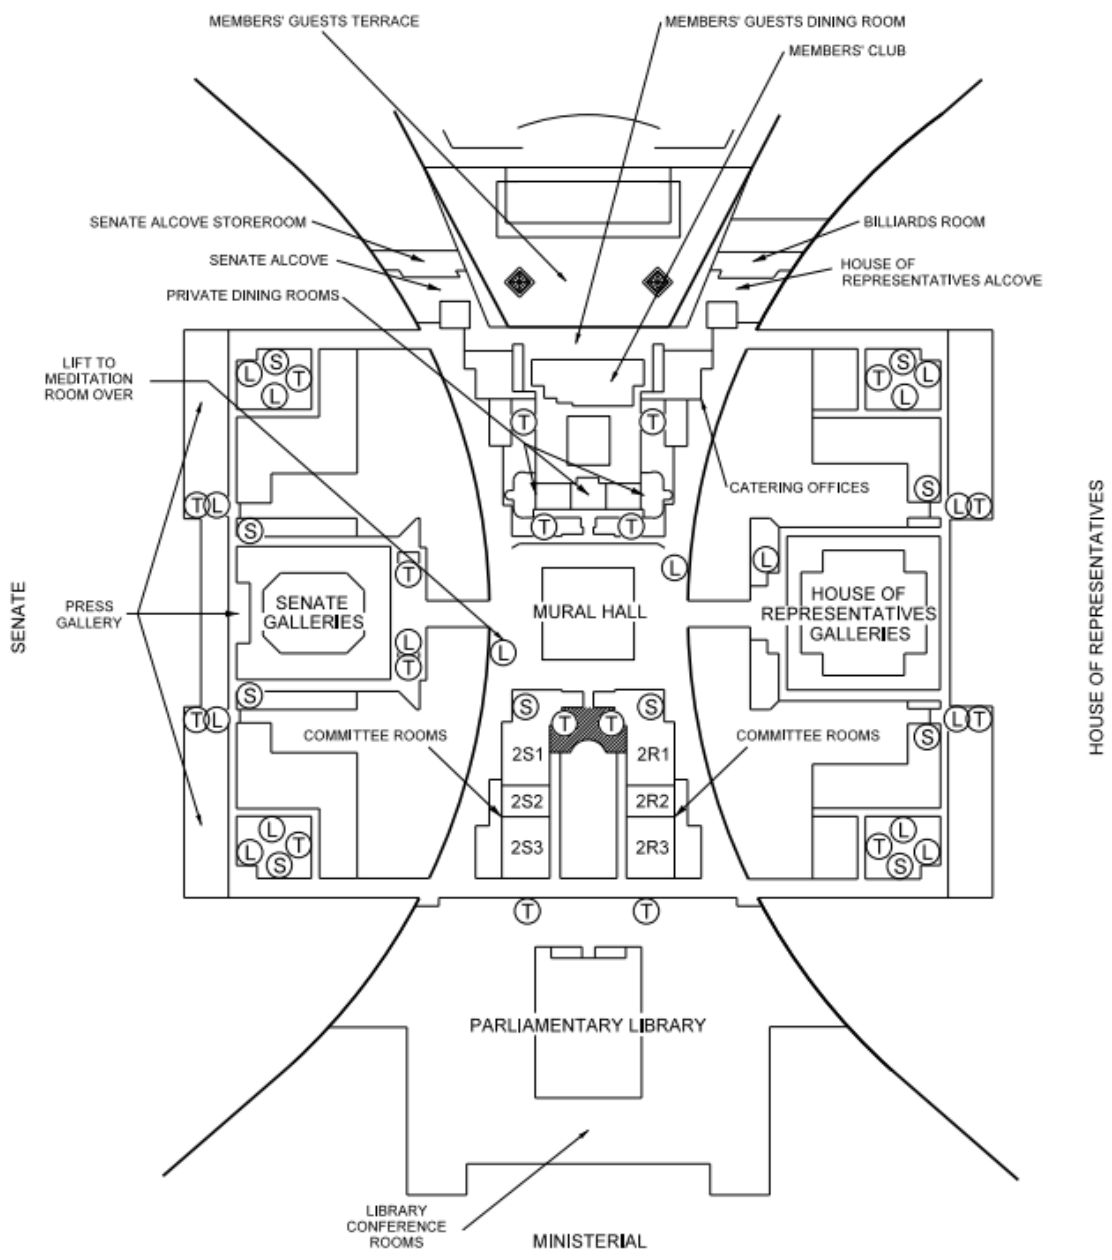 MEMBERS' GUESTS TERRACE
MEMBERS' GUESTS DINING ROOM
MEMBERS' CLUB
SENATE ALCOVE STOREROOM
BILLIARDS ROOM
SENATE ALCOVE
HOUSE OF
REPRESENTATIVES ALCOVE
PRIVATE DINING ROOMS
LIFT TO
MEDITATION
ROOM OVER
S
L T
L
S
T L
L
T T
CATERING OFFICES
S
T L
L T
T T
S
L
L
T
SENATE
PRESS
GALLERY
SENATE
GALLERIES
MURAL HALL
HOUSE OF
REPRESENTATIVES
GALLERIES
HOUSE OF REPRESENTATIVES
L
T
L
S
S S
T L
T T
L T
S
COMMITTEE ROOMS
COMMITTEE ROOMS
2S1 2R1
2S2 2R2
2S3 2R3
L
L T
S
L
T L
S
T T
PARLIAMENTARY LIBRARY
LIBRARY
CONFERENCE
ROOMS
MINISTERIAL